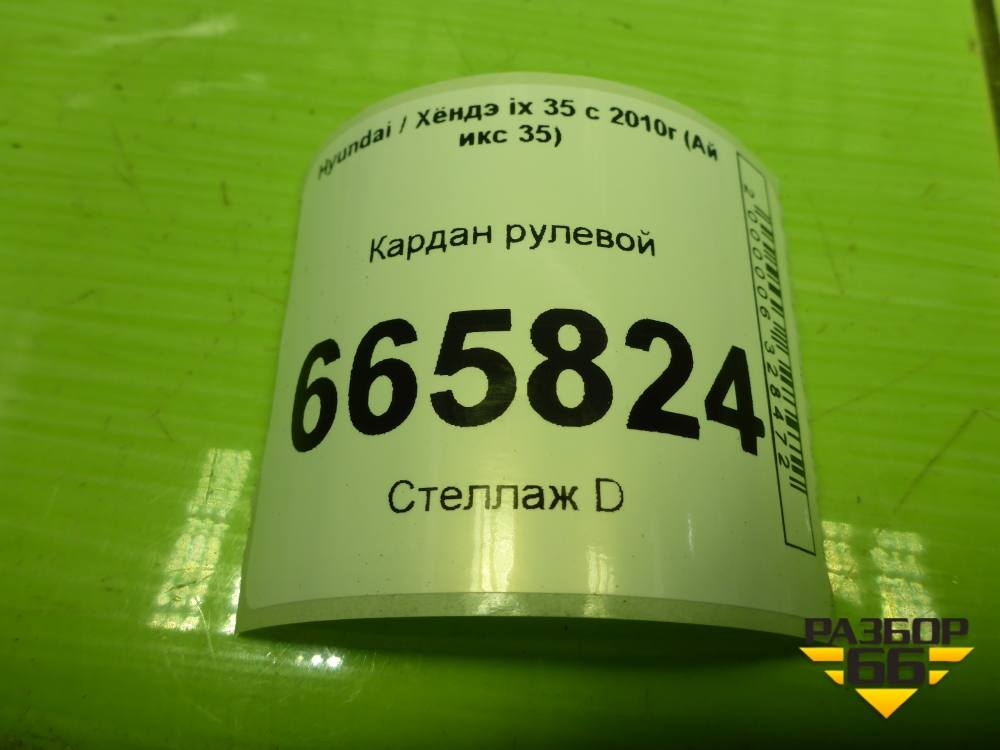 Hyundai / Хёндэ ix 35 с 2010г (Ай
икс 35)
Кардан рулевой
665824
Стеллаж D
2000006328472
РАЗБОР
66